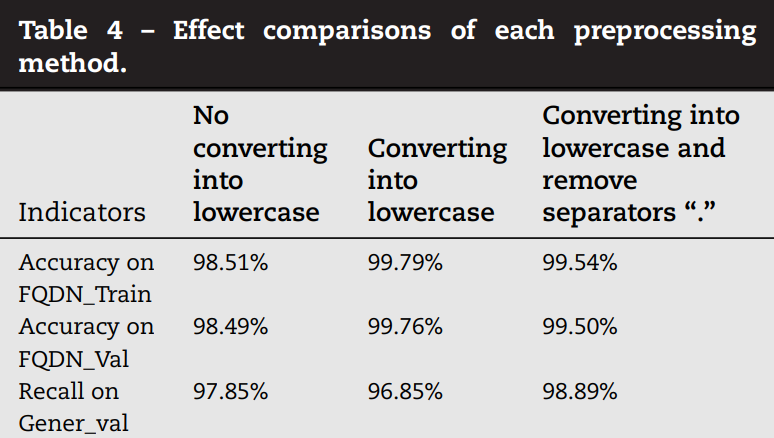 Table 4 – Effect comparisons of each preprocessing
method.
Indicators
No
converting
into
lowercase
Converting
into
lowercase
Converting into
lowercase and
remove
separators “.”
Accuracy on
FQDN_Train
98.51%
99.79%
99.54%
Accuracy on
FQDN_Val
98.49%
99.76%
99.50%
Recall on
Gener_val
97.85%
96.85%
98.89%